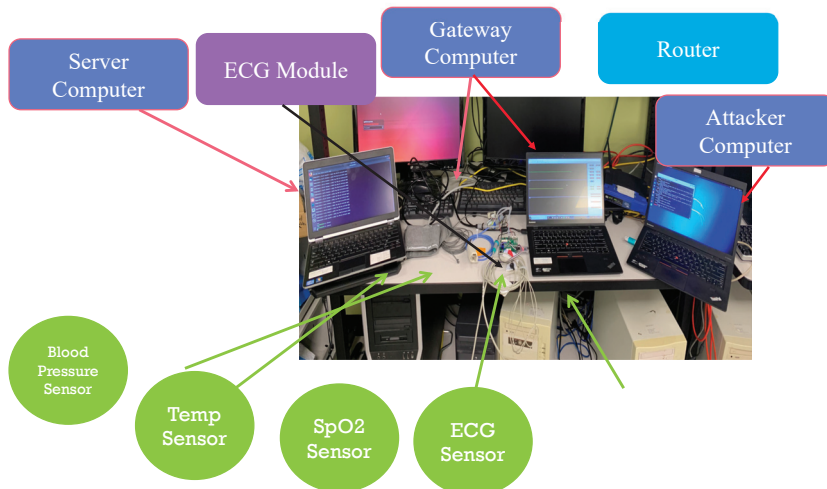 Server
Computer
ECG Module
Gateway
Computer
Router
Attacker
Computer
Blood
Pressure
Sensor
Temp
Sensor
SpO2
Sensor
ECG
Sensor